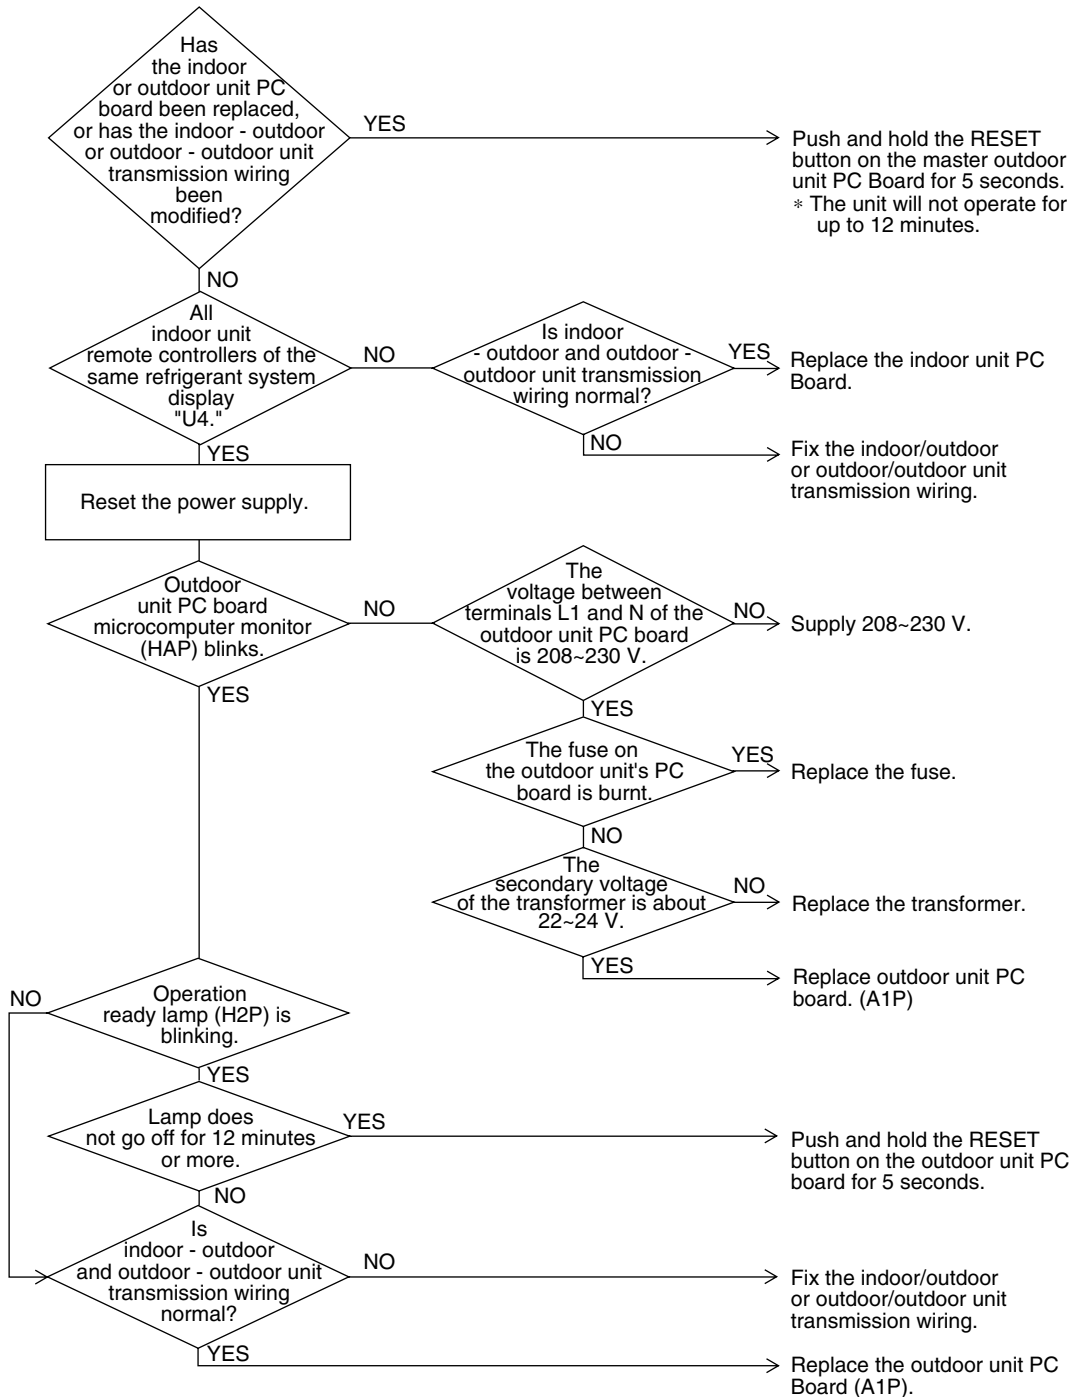 Has
the indoor
or outdoor unit PC
board been replaced,
or has the indoor - outdoor
or outdoor - outdoor unit
transmission wiring
been
modified?
YES
Push and hold the RESET
button on the master outdoor
unit PC Board for 5 seconds.
* The unit will not operate for
up to 12 minutes.
NO
All
indoor unit
remote controllers of the
same refrigerant system
display
"U4."
NO
Is indoor
- outdoor and outdoor -
outdoor unit transmission
wiring normal?
YES
Replace the indoor unit PC
Board.
NO
Fix the indoor/outdoor
or outdoor/outdoor unit
transmission wiring.
YES
Reset the power supply.
Outdoor
unit PC board
microcomputer monitor
(HAP) blinks.
NO
The
voltage between
terminals L1 and N of the
outdoor unit PC board
is 208~230 V.
NO
Supply 208~230 V.
YES
YES
The fuse on
the outdoor unit's PC
board is burnt.
YES
Replace the fuse.
NO
The
secondary voltage
of the transformer is about
22~24 V.
NO
Replace the transformer.
YES
Replace outdoor unit PC
board. (A1P)
NO
Operation
ready lamp (H2P) is
blinking.
YES
Lamp does
not go off for 12 minutes
or more.
YES
Push and hold the RESET
button on the outdoor unit PC
board for 5 seconds.
NO
Is
indoor - outdoor
and outdoor - outdoor unit
transmission wiring
normal?
NO
Fix the indoor/outdoor
or outdoor/outdoor unit
transmission wiring.
YES
Replace the outdoor unit PC
Board (A1P).